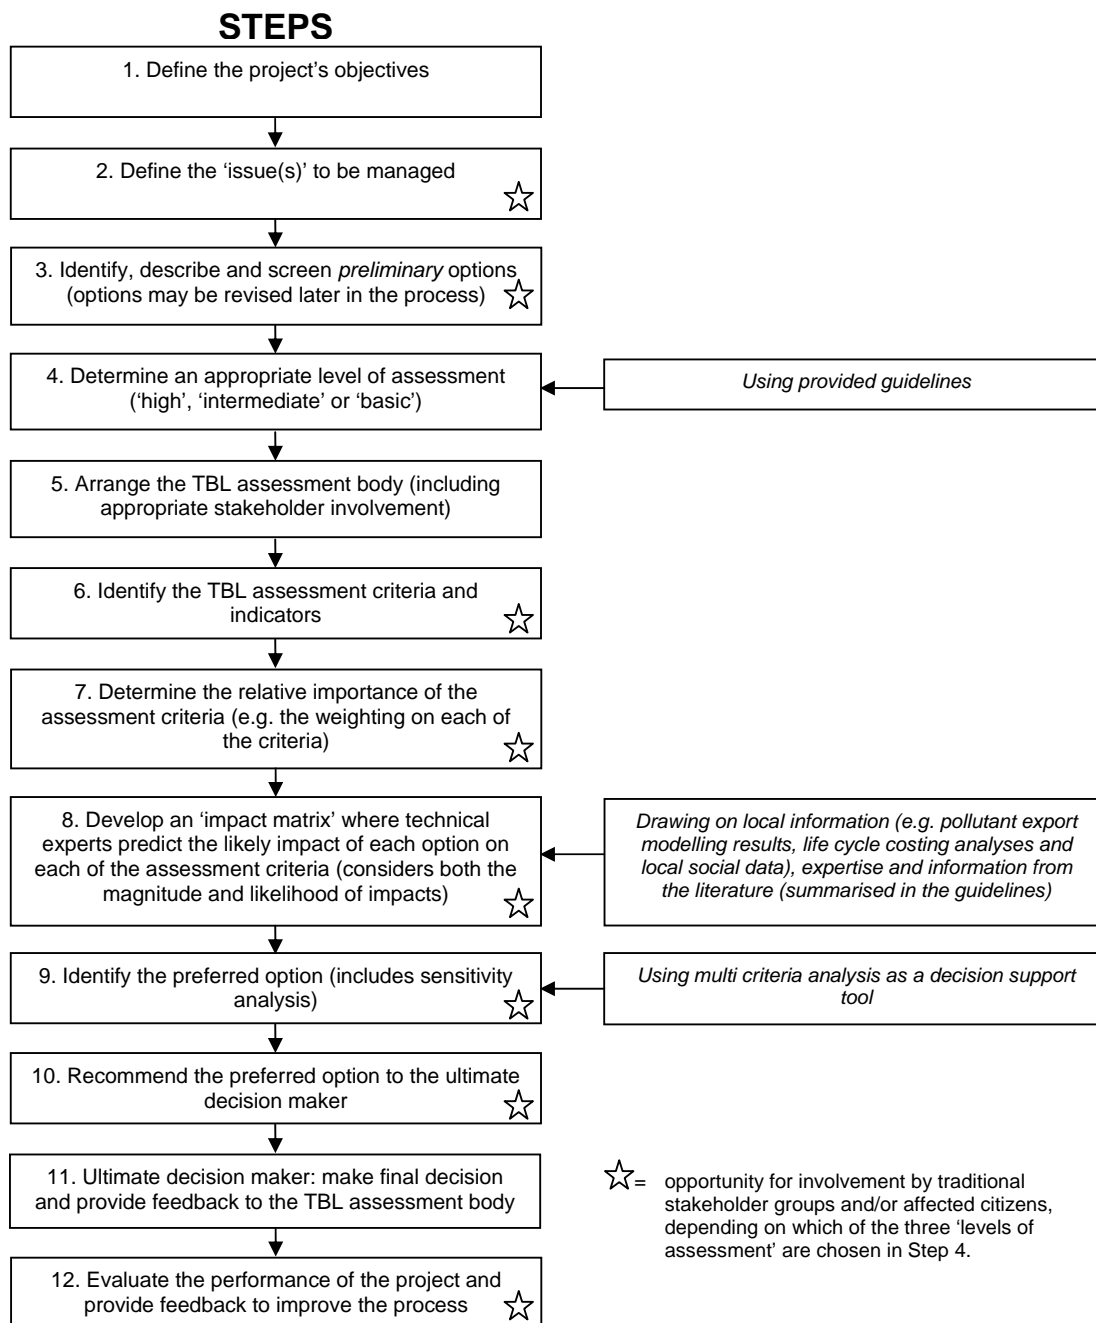 STEPS
1. Define the project's objectives
2. Define the ‘issue(s)’ to be managed
3. Identify, describe and screen preliminary options
(options may be revised later in the process)
4. Determine an appropriate level of assessment
(‘high’, ‘intermediate’ or ‘basic’)
Using provided guidelines
5. Arrange the TBL assessment body (including
appropriate stakeholder involvement)
6. Identify the TBL assessment criteria and
indicators
7. Determine the relative importance of the
assessment criteria (e.g. the weighting on each of
the criteria)
8. Develop an ‘impact matrix’ where technical
experts predict the likely impact of each option on
each of the assessment criteria (considers both the
magnitude and likelihood of impacts)
Drawing on local information (e.g. pollutant export
modelling results, life cycle costing analyses and
local social data), expertise and information from
the literature (summarised in the guidelines)
9. Identify the preferred option (includes sensitivity
analysis)
Using multi criteria analysis as a decision support
tool
10. Recommend the preferred option to the ultimate
decision maker
11. Ultimate decision maker: make final decision
and provide feedback to the TBL assessment body
☆= opportunity for involvement by traditional
stakeholder groups and/or affected citizens,
depending on which of the three ‘levels of
assessment’ are chosen in Step 4.
12. Evaluate the performance of the project and
provide feedback to improve the process